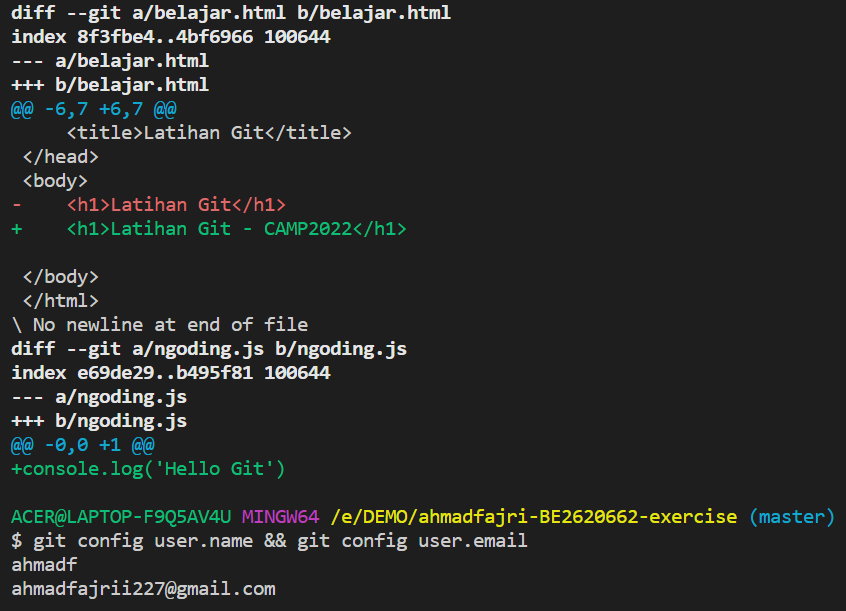 diff --git a/belajar.html b/belajar.html
index 8f3fbe4..4bf6966 100644
--- a/belajar.html
+++ b/belajar.html
@@ -6,7 +6,7 @@
     <title>Latihan Git</title>
 </head>
 <body>
-    <h1>Latihan Git</h1>
+    <h1>Latihan Git - CAMP2022</h1>
 
 </body>
 </html>
\ No newline at end of file
diff --git a/ngoding.js b/ngoding.js
index e69de29..b495f81 100644
--- a/ngoding.js
+++ b/ngoding.js
@@ -0,0 +1 @@
+console.log('Hello Git')

ACER@LAPTOP-F9Q5AV4U MINGW64 /e/DEMO/ahmadfajri-BE2620662-exercise (master)
$ git config user.name && git config user.email
ahmadf
ahmadfajrii227@gmail.com